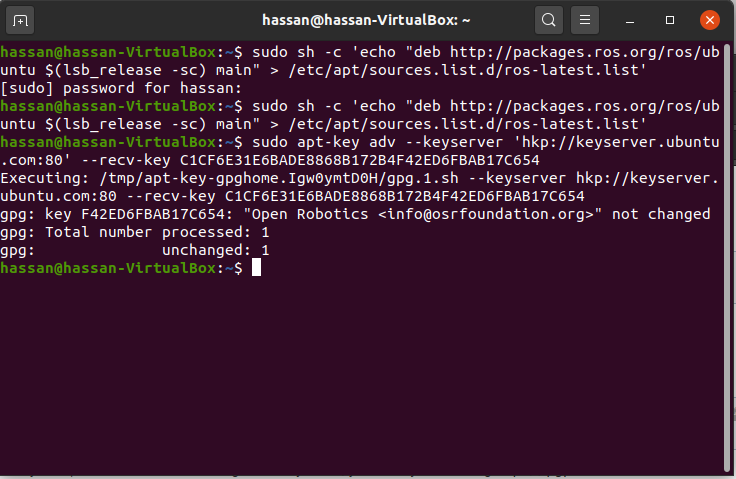 hassan@hassan-VirtualBox: ~
hassan@hassan-VirtualBox:~$ sudo sh -c 'echo "deb http://packages.ros.org/ros/ub
untu $(lsb_release -sc) main" > /etc/apt/sources.list.d/ros-latest.list'
[sudo] password for hassan:
hassan@hassan-VirtualBox:~$ sudo sh -c 'echo "deb http://packages.ros.org/ros/ub
untu $(lsb_release -sc) main" > /etc/apt/sources.list.d/ros-latest.list'
hassan@hassan-VirtualBox:~$ sudo apt-key adv --keyserver 'hkp://keyserver.ubuntu
.com:80' --recv-key C1CF6E31E6BADE8868B172B4F42ED6FBAB17C654
Executing: /tmp/apt-key-gpghome.Igw0ymtD0H/gpg.1.sh --keyserver hkp://keyserver.
ubuntu.com:80 --recv-key C1CF6E31E6BADE8868B172B4F42ED6FBAB17C654
gpg: key F42ED6FBAB17C654: "Open Robotics <info@osrfoundation.org>" not changed
gpg: Total number processed: 1
gpg:              unchanged: 1
hassan@hassan-VirtualBox:~$